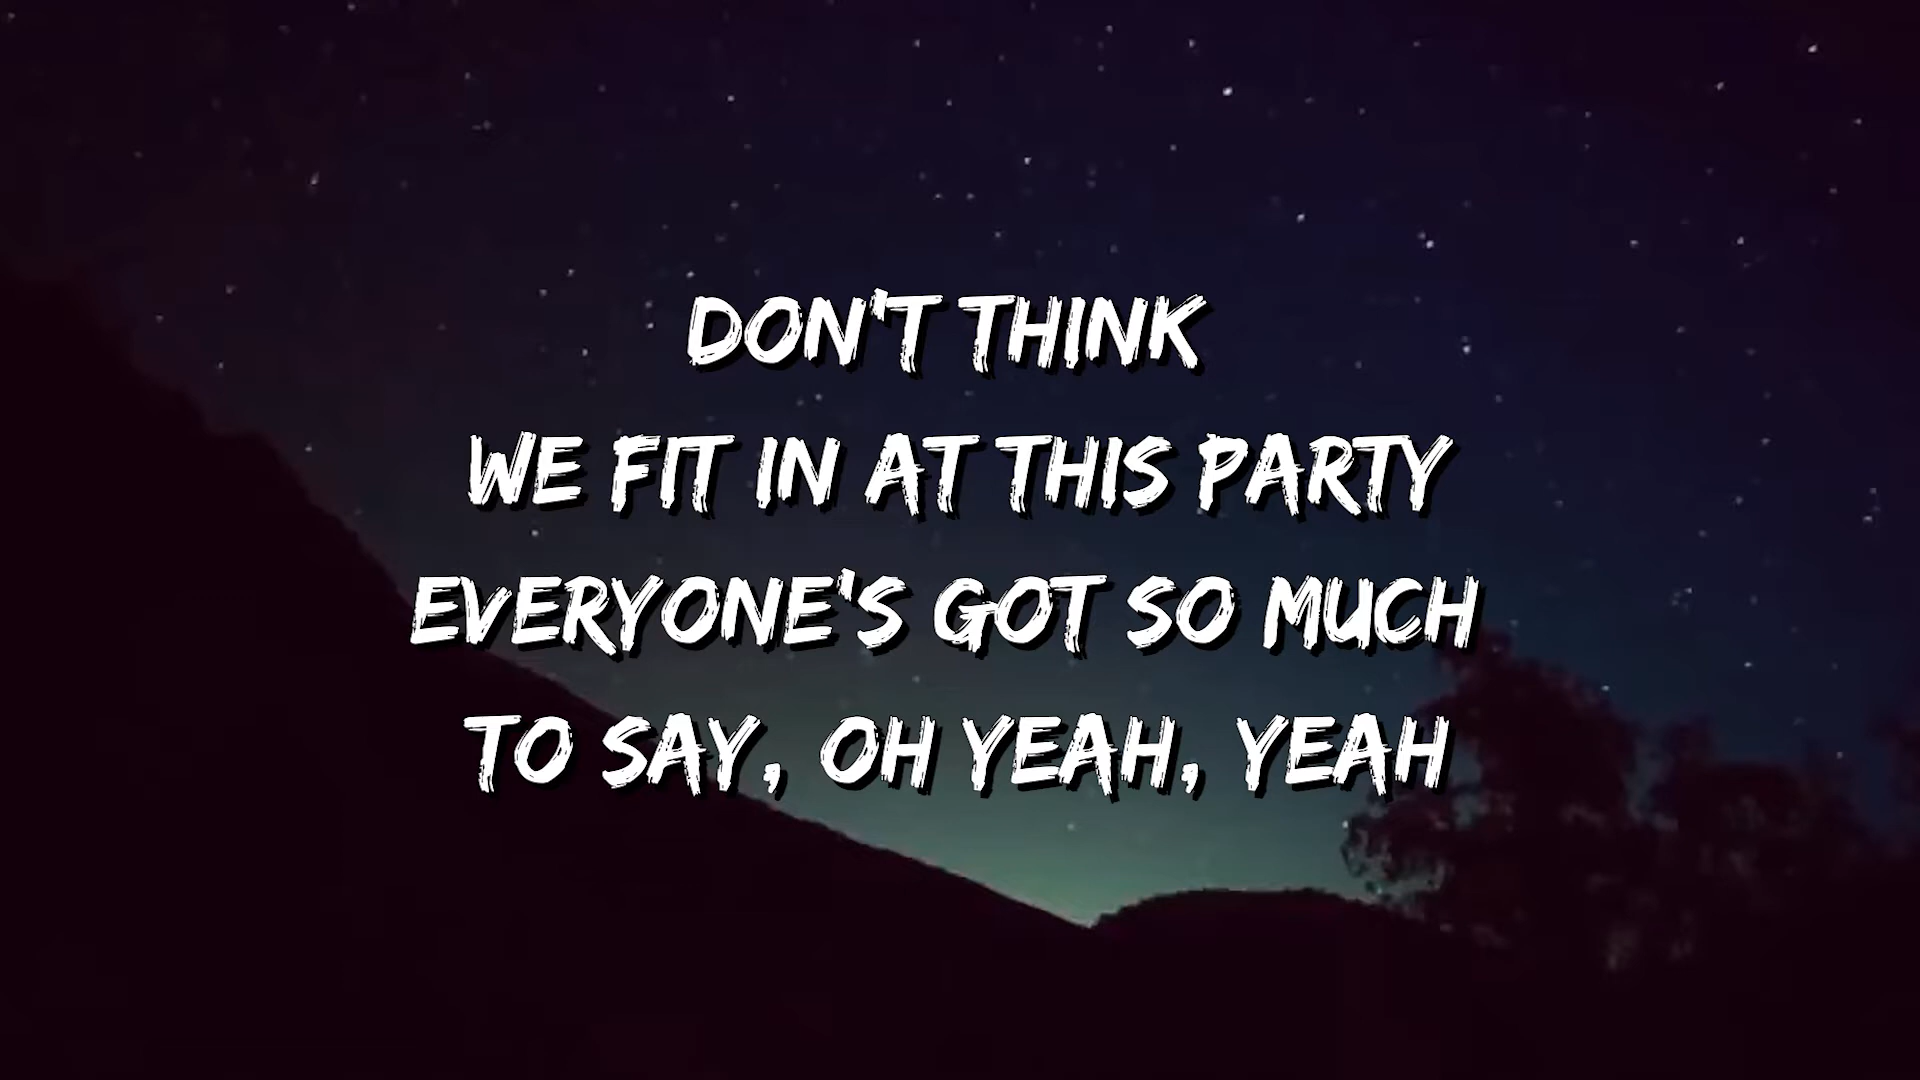 DON'T THINK
WE FIT IN AT THIS PARTY
EVERYONE'S GOT SO MUCH
TO SAY, OH YEAH, YEAH